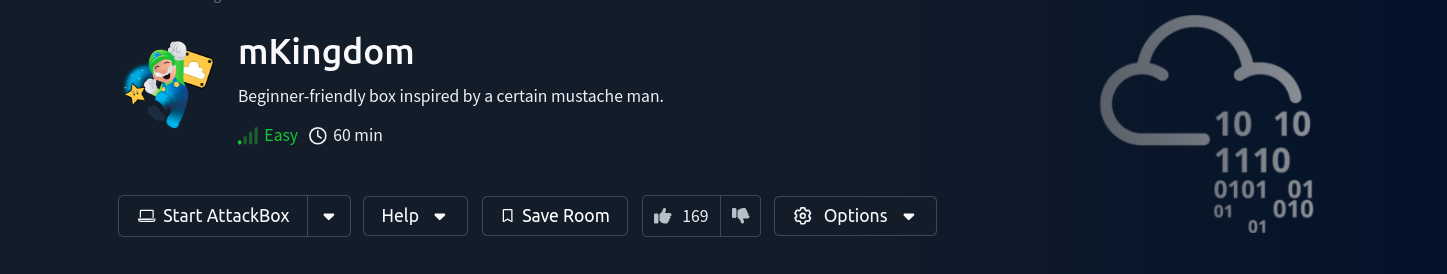 mKingdom
Beginner-friendly box inspired by a certain mustache man.
Easy 60 min
Start AttackBox Help Save Room 169 Options
10 10
1110
0101 01
01 010
01